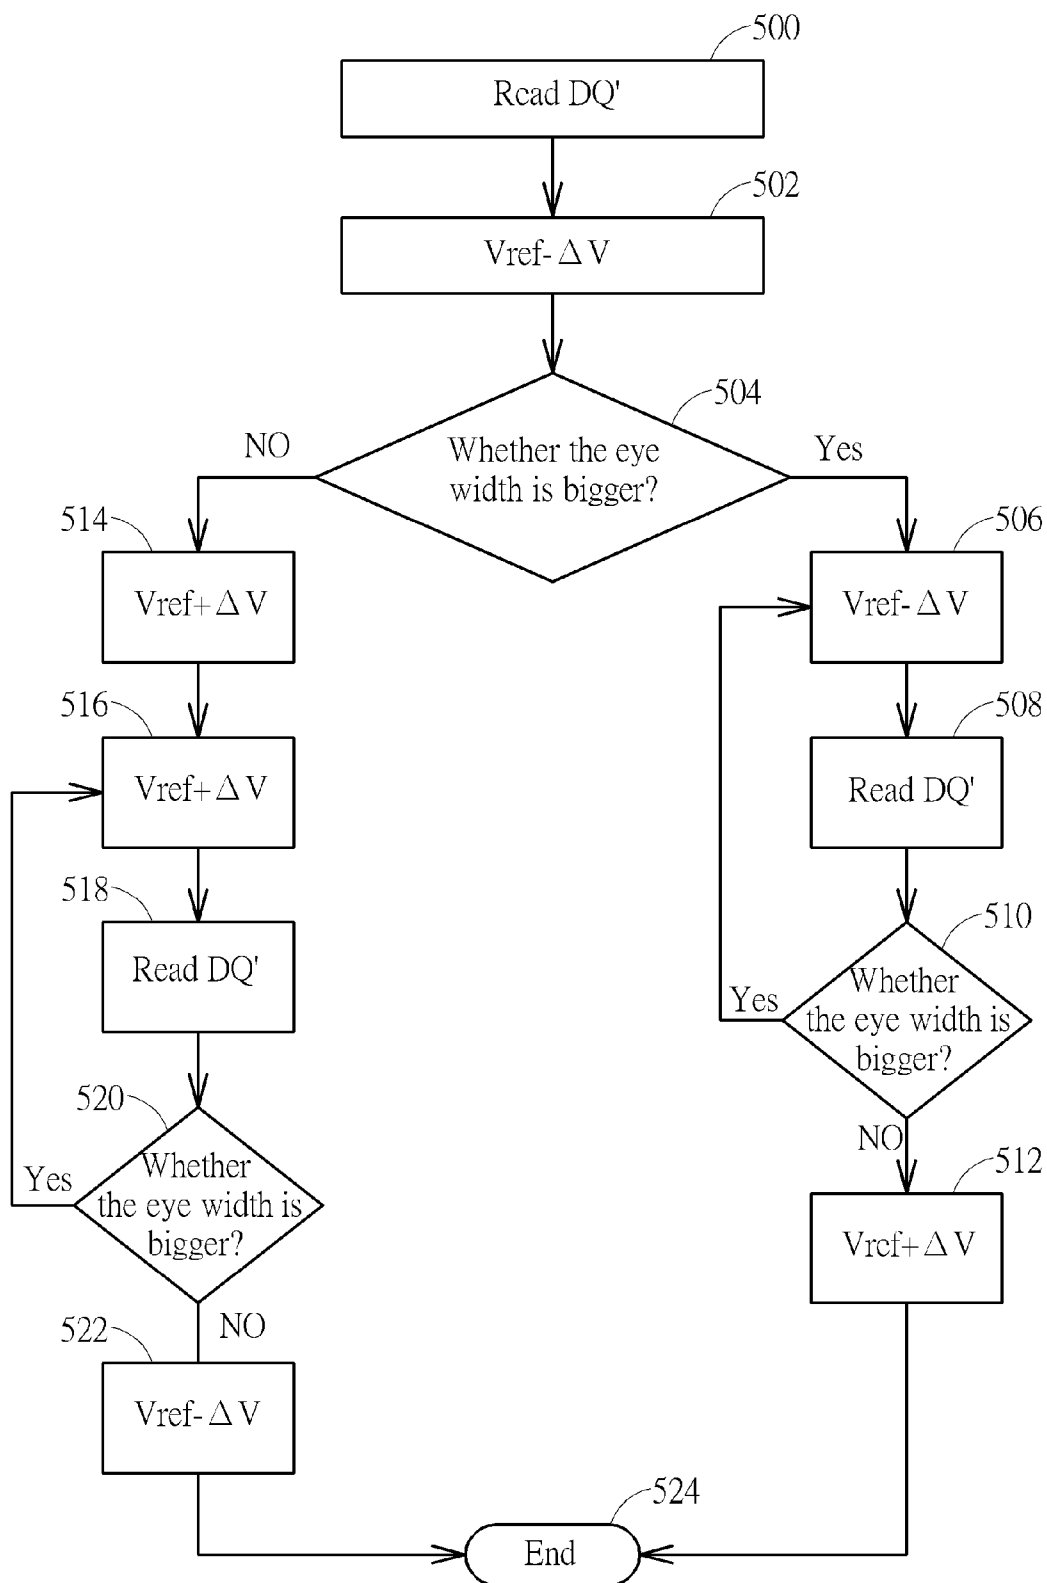 500
Read DQ'
502
Vref- ΔV
504
Whether the eye
width is bigger?
NO
Yes
514
Vref+ ΔV
506
Vref- ΔV
516
Vref+ ΔV
508
Read DQ'
518
Read DQ'
510
Whether
the eye width is
bigger?
Yes
NO
520
Whether
the eye width is
bigger?
Yes
NO
512
Vref+ ΔV
522
Vref- ΔV
524
End